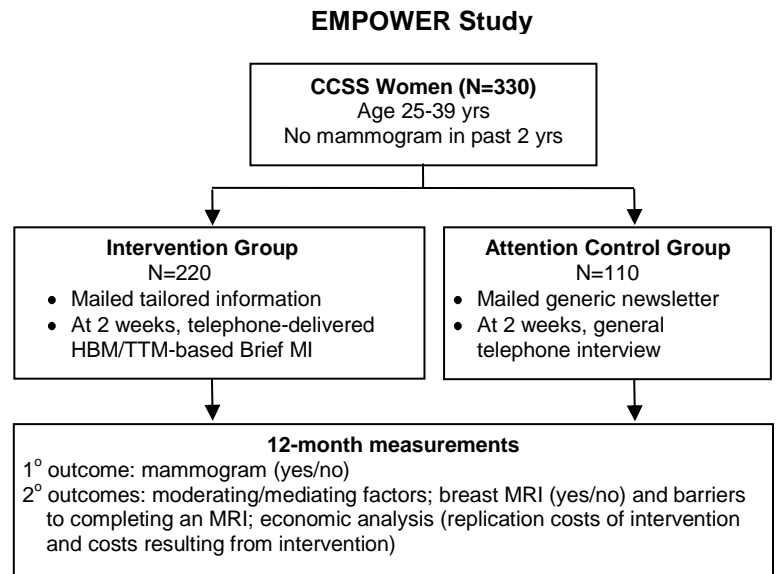 EMPOWER Study
CCSS Women (N=330)
Age 25-39 yrs
No mammogram in past 2 yrs
Intervention Group
N=220
• Mailed tailored information
• At 2 weeks, telephone-delivered
HBM/TTM-based Brief MI
Attention Control Group
N=110
• Mailed generic newsletter
• At 2 weeks, general
telephone interview
12-month measurements
1° outcome: mammogram (yes/no)
2° outcomes: moderating/mediating factors; breast MRI (yes/no) and barriers
to completing an MRI; economic analysis (replication costs of intervention
and costs resulting from intervention)